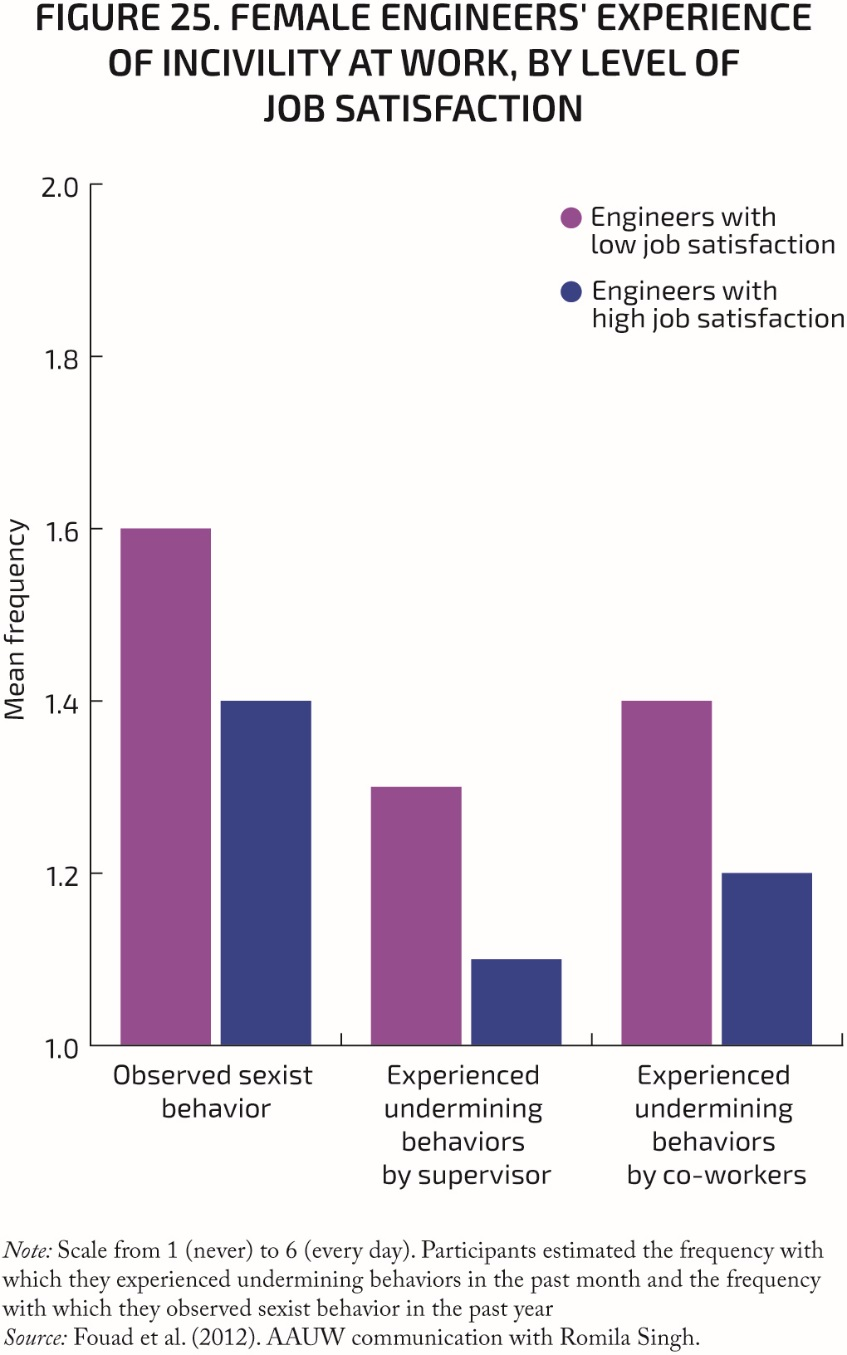 FIGURE 25. FEMALE ENGINEERS' EXPERIENCE
OF INCIVILITY AT WORK, BY LEVEL OF
JOB SATISFACTION
2.0
Engineers with
low job satisfaction
Engineers with
high job satisfaction
1.8
1.6
Mean frequency
1.4
1.2
1.0
Observed sexist
behavior
Experienced
undermining
behaviors
by supervisor
Experienced
undermining
behaviors
by co-workers
Note: Scale from 1 (never) to 6 (every day). Participants estimated the frequency with
which they experienced undermining behaviors in the past month and the frequency
with which they observed sexist behavior in the past year
Source: Fouad et al. (2012). AAUW communication with Romila Singh.